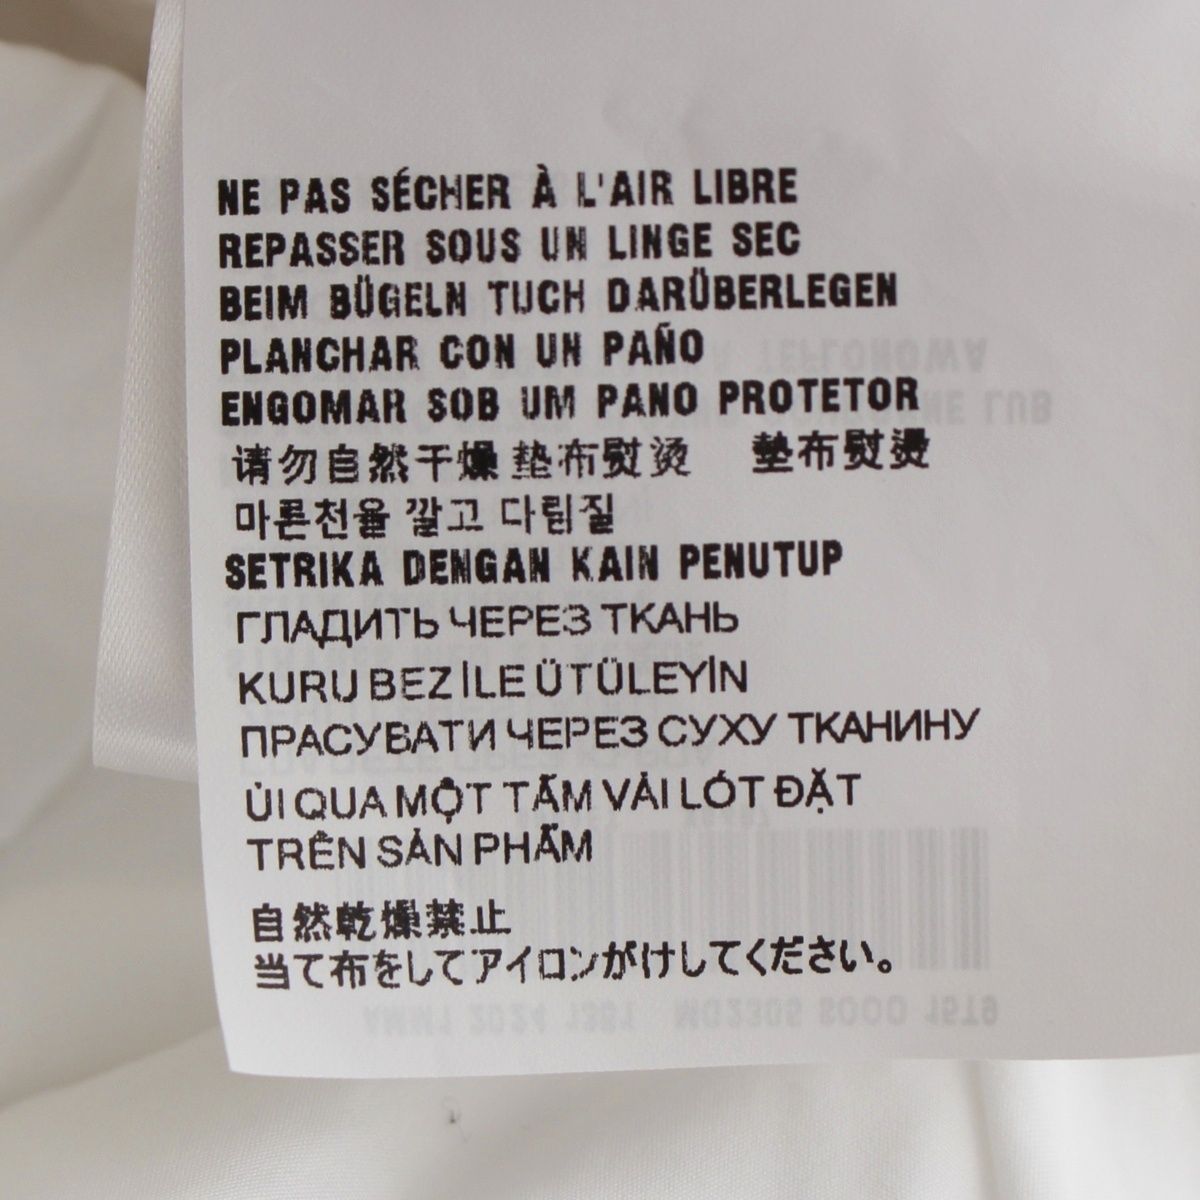 NE PAS SÉCHER À L'AIR LIBRE
REPASSER SOUS UN LINGE SEC
BEIM BÜGELN TUCH DARÜBERLEGEN
PLANCHAR CON UN PAÑO
ENGOMAR SOB UM PANO PROTETOR
请勿自然干燥 垫布熨烫 墊布熨燙
마른천을 깔고 다림질
SETRIKA DENGAN KAIN PENUTUP
ГЛАДИТЬ ЧЕРЕЗ ТКАНЬ
KURU BEZ İLE ÜTÜLEYİN
ПРАСУВАТИ ЧЕРЕЗ СУХУ ТКАНИНУ
ỦI QUA MỘT TẤM VẢI LÓT ĐẶT
TRÊN SẢN PHẨM
自然乾燥禁止
当て布をしてアイロンがけしてください。